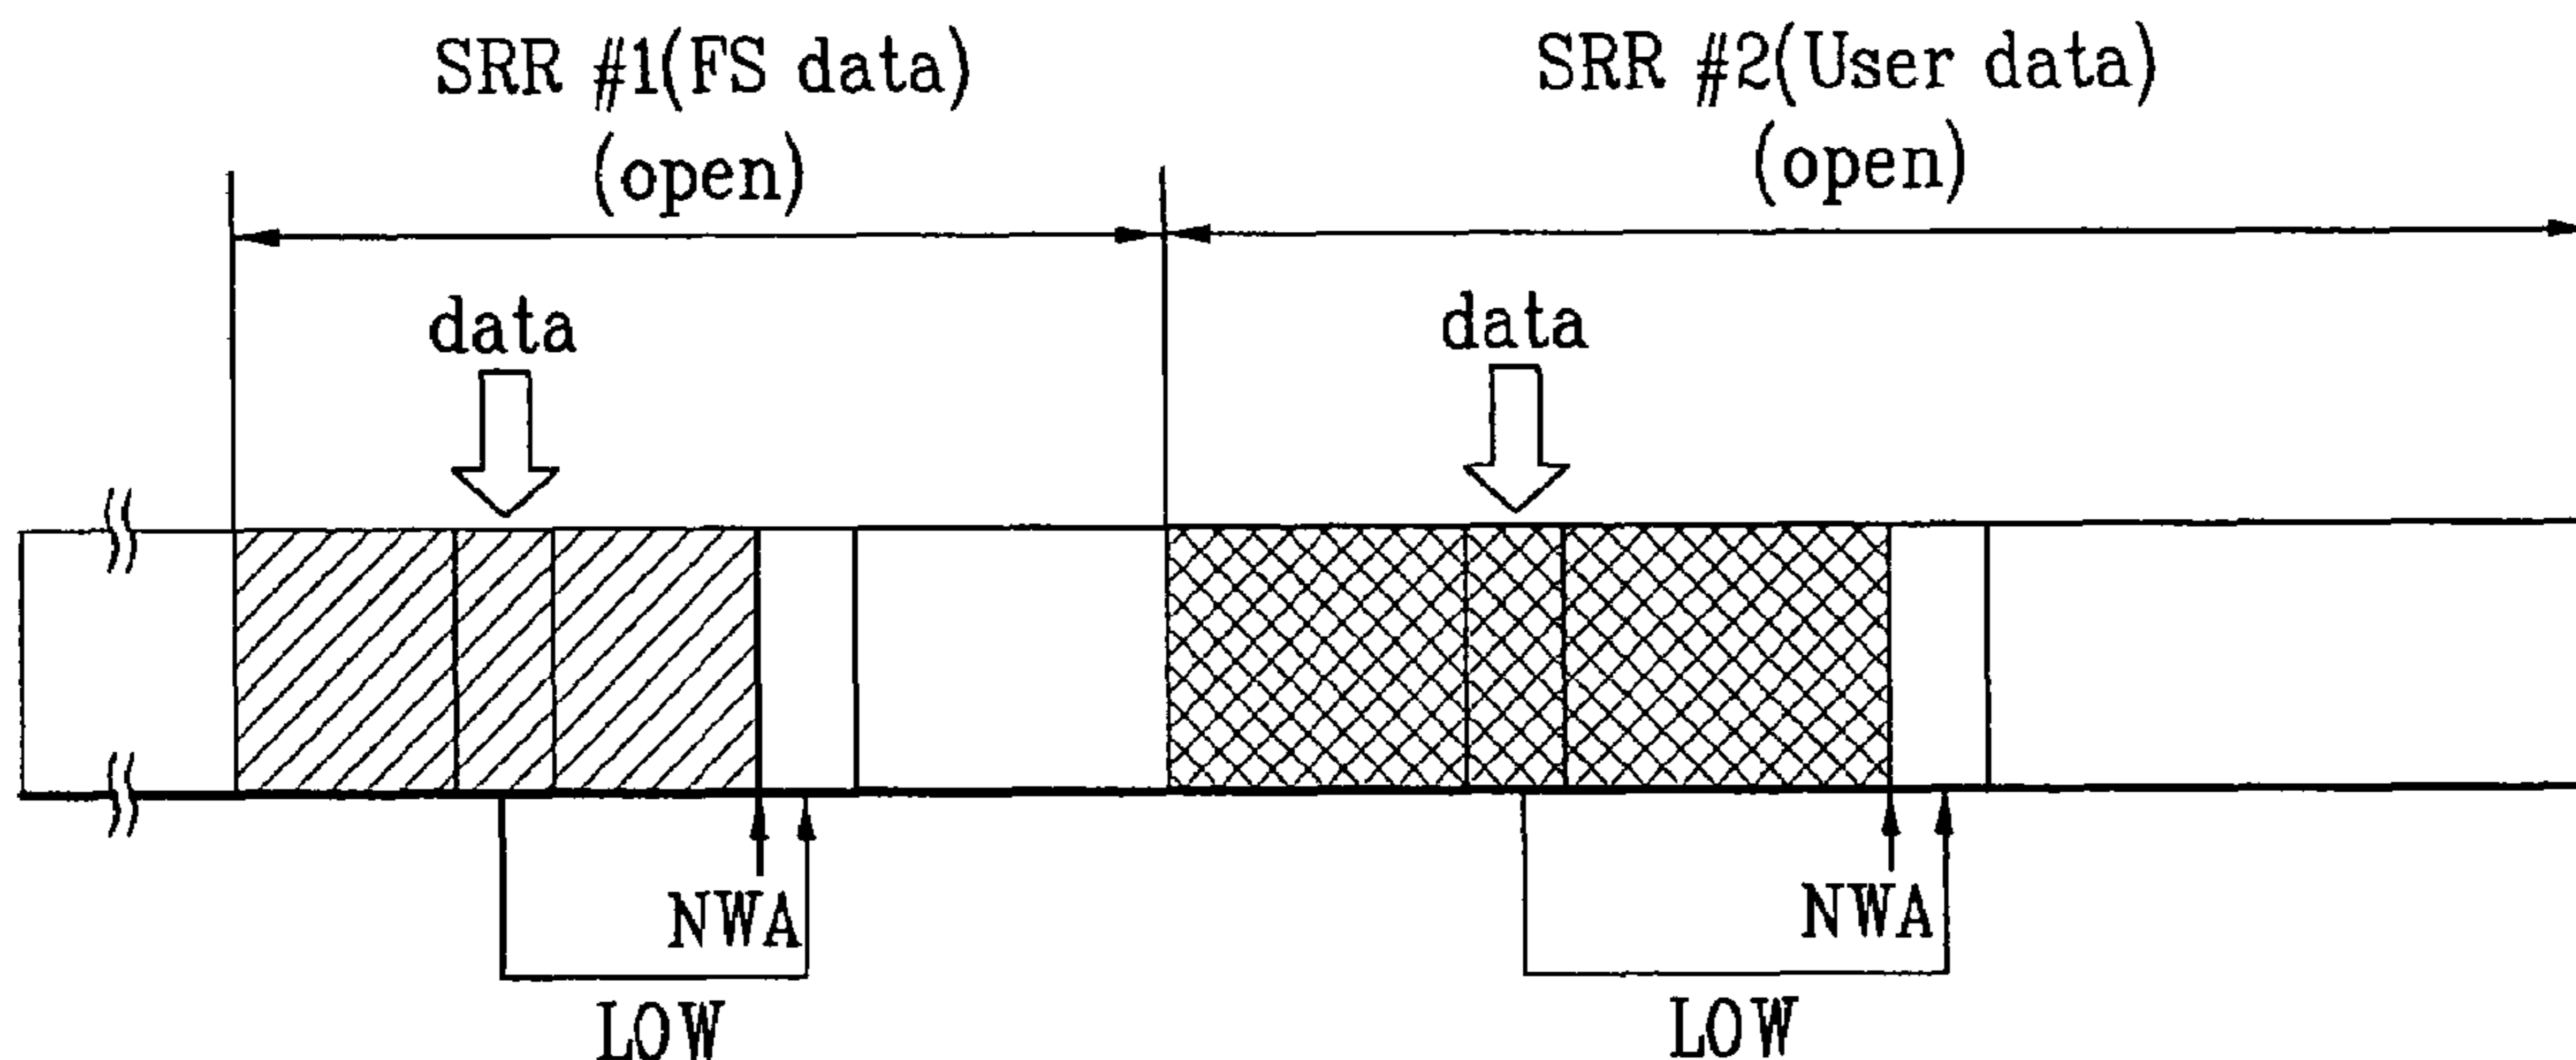 SRR #1(FS data)
(open)
SRR #2(User data)
(open)
data
data
NWA
NWA
LOW
LOW